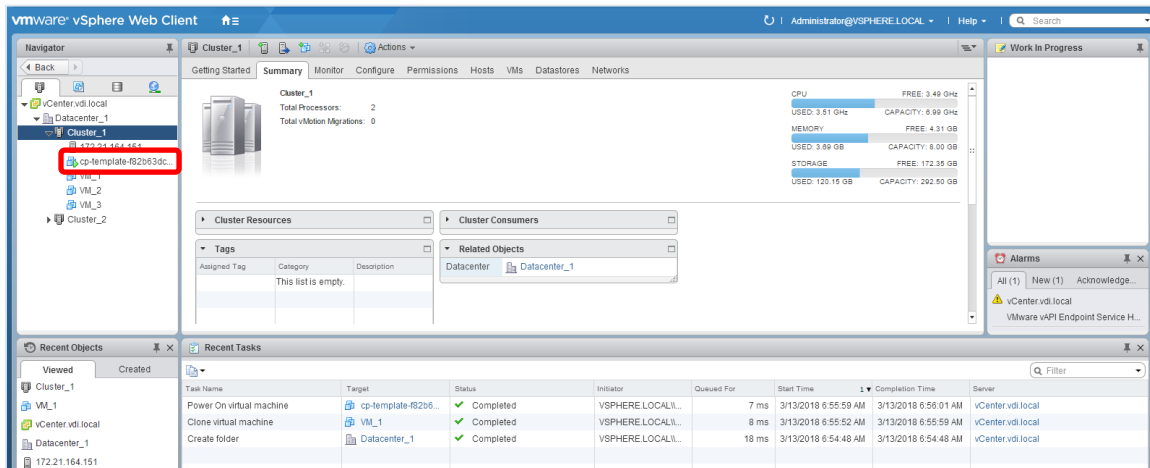 vmware® vSphere Web Client
Administrator@VSPHERE.LOCAL
Help
Search
Navigator
Back
vCenter.vdi.local
Datacenter_1
Cluster_1
172.21.164.151
cp-template-f82b63dc...
VM_1
VM_2
VM_3
Cluster_2
Cluster_1
Actions
Getting Started Summary Monitor Configure Permissions Hosts VMs Datastores Networks
Cluster_1
Total Processors: 2
Total vMotion Migrations: 0
CPU FREE: 3.49 GHz
USED: 3.51 GHz CAPACITY: 6.99 GHz
MEMORY FREE: 4.31 GB
USED: 3.69 GB CAPACITY: 8.00 GB
STORAGE FREE: 172.35 GB
USED: 120.15 GB CAPACITY: 292.50 GB
Cluster Resources
Cluster Consumers
Tags
Assigned Tag Category Description
This list is empty.
Related Objects
Datacenter Datacenter_1
Work In Progress
Alarms
All (1) New (1) Acknowledge...
vCenter.vdi.local
VMware vAPI Endpoint Service H...
Recent Objects
Viewed Created
Cluster_1
VM_1
vCenter.vdi.local
Datacenter_1
172.21.164.151
Recent Tasks
Filter
Task Name Target Status Initiator Queued For Start Time 1 Completion Time Server
Power On virtual machine cp-template-f82b6... Completed VSPHERE.LOCAL\\... 7 ms 3/13/2018 6:55:59 AM 3/13/2018 6:56:01 AM vCenter.vdi.local
Clone virtual machine VM_1 Completed VSPHERE.LOCAL\\... 8 ms 3/13/2018 6:55:52 AM 3/13/2018 6:55:59 AM vCenter.vdi.local
Create folder Datacenter_1 Completed VSPHERE.LOCAL\\... 18 ms 3/13/2018 6:54:48 AM 3/13/2018 6:54:48 AM vCenter.vdi.local